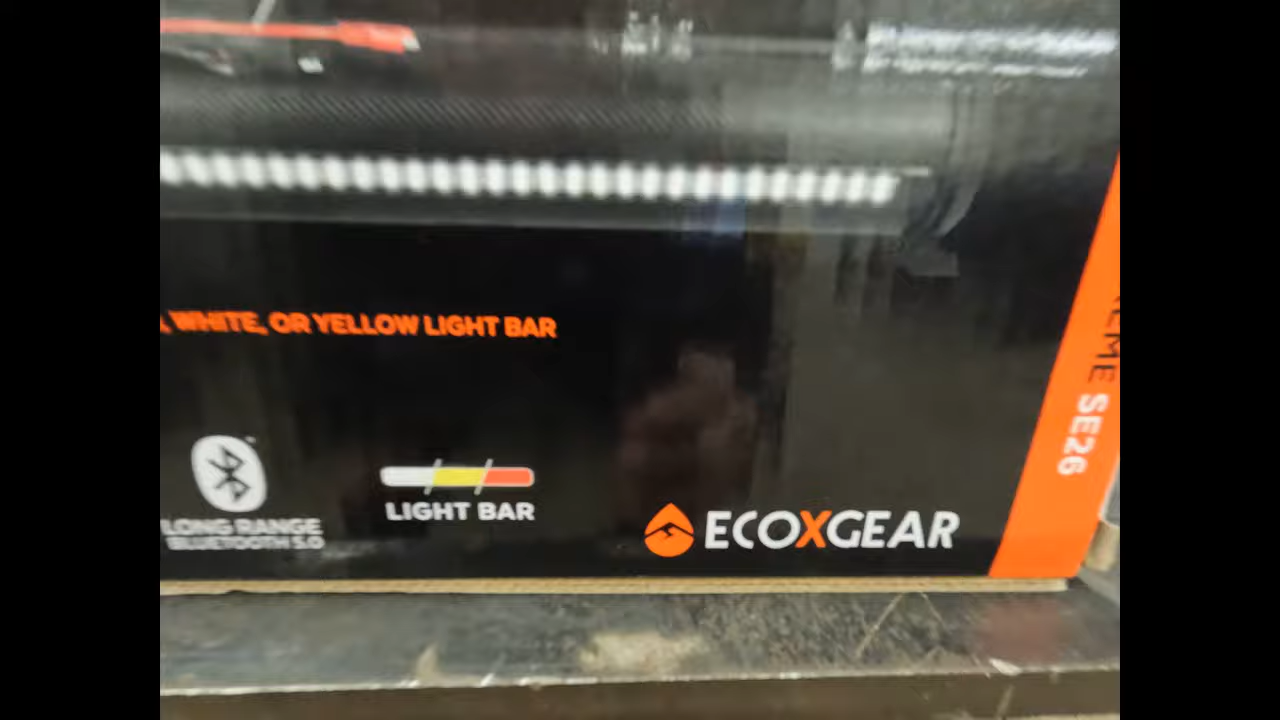 WHITE, OR YELLOW LIGHT BAR
LONG RANGE
BLUETOOTH 5.0
LIGHT BAR
ECOXGEAR
SE26